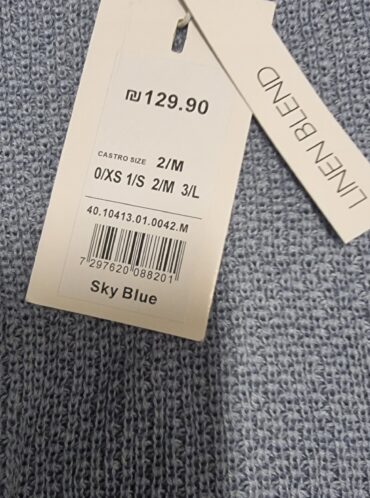 ₪129.90
CASTRO SIZE 2/M
0/XS 1/S 2/M 3/L
40.10413.01.0042.M
7 297620 088201
Sky Blue
LINEN BLEND